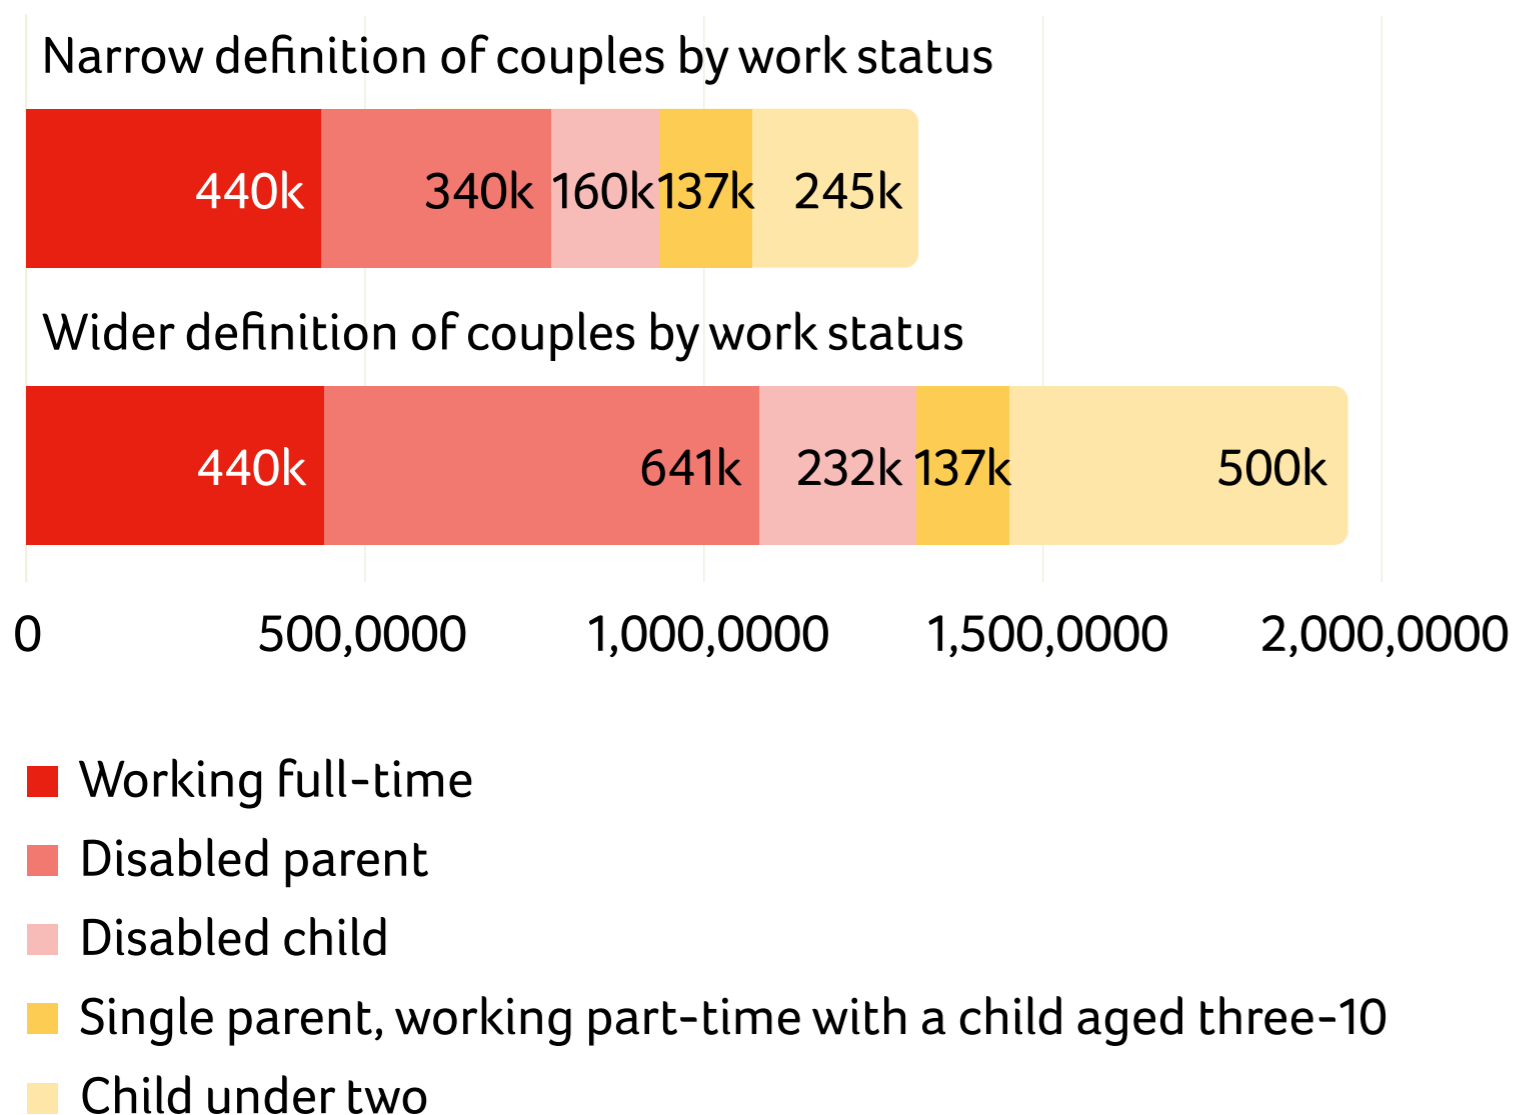 Narrow definition of couples by work status
440k 340k 160k 137k 245k
Wider definition of couples by work status
440k 641k 232k 137k 500k
0 500,0000 1,000,0000 1,500,0000 2,000,0000
Working full-time
Disabled parent
Disabled child
Single parent, working part-time with a child aged three-10
Child under two